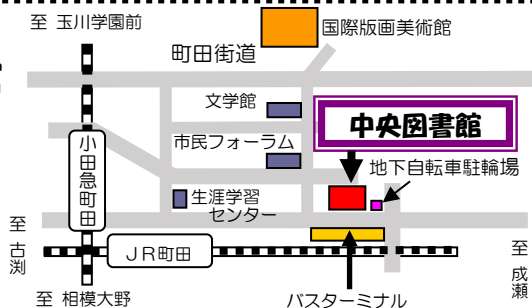 至 玉川学園前
国際版画美術館
町田街道
文学館
中央図書館
市民フォーラム
地下自転車駐輪場
小田急町田
生涯学習
センター
至 古渕
JR町田
至 成瀬
至 相模大野
バスターミナル